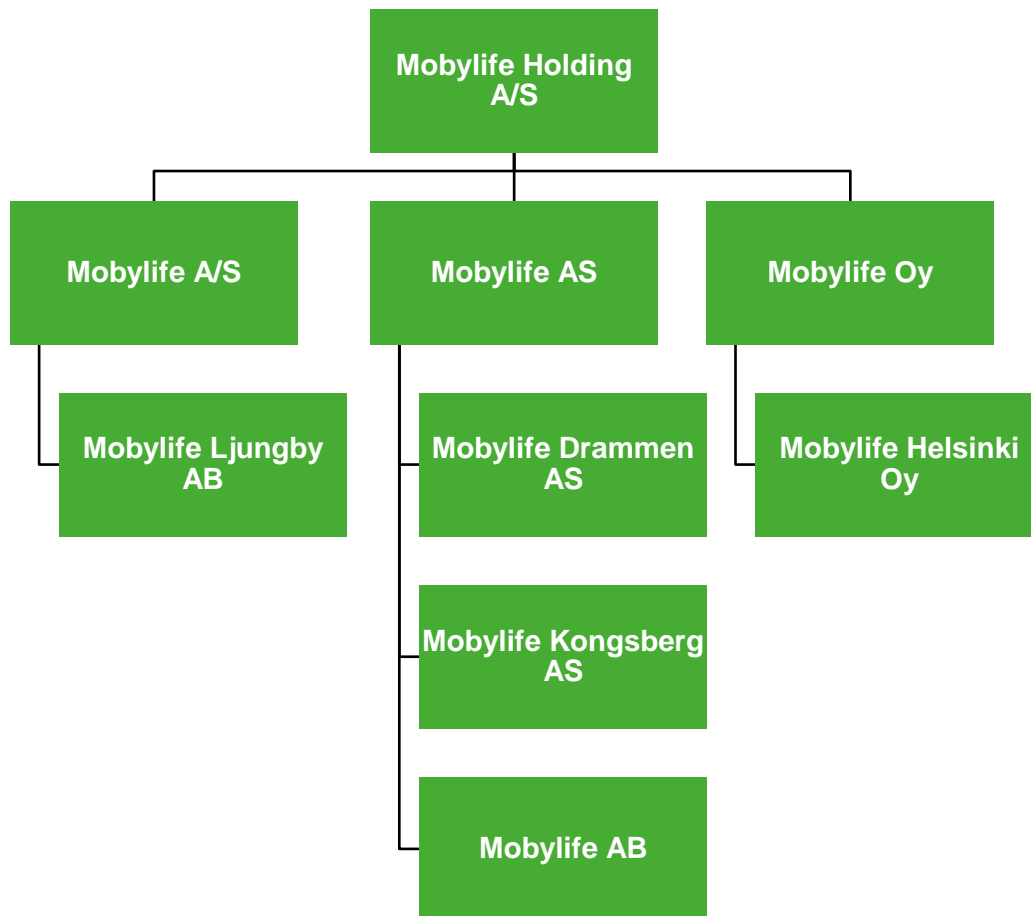 Mobylife Holding
A/S
Mobylife A/S
Mobylife AS
Mobylife Oy
Mobylife Ljungby
AB
Mobylife Drammen
AS
Mobylife Helsinki
Oy
Mobylife Kongsberg
AS
Mobylife AB